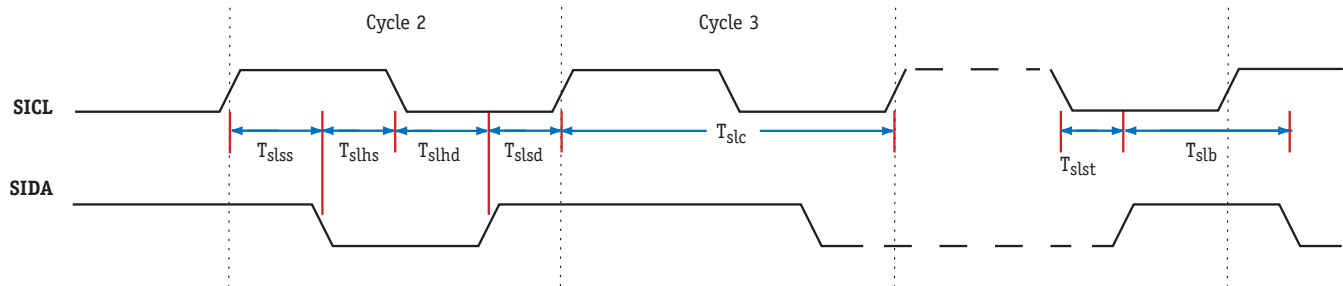 Cycle 2
Cycle 3
SICL
Tslss
Tslhs
Tslhd
Tslsd
Tslc
Tslst
Tslb
SIDA